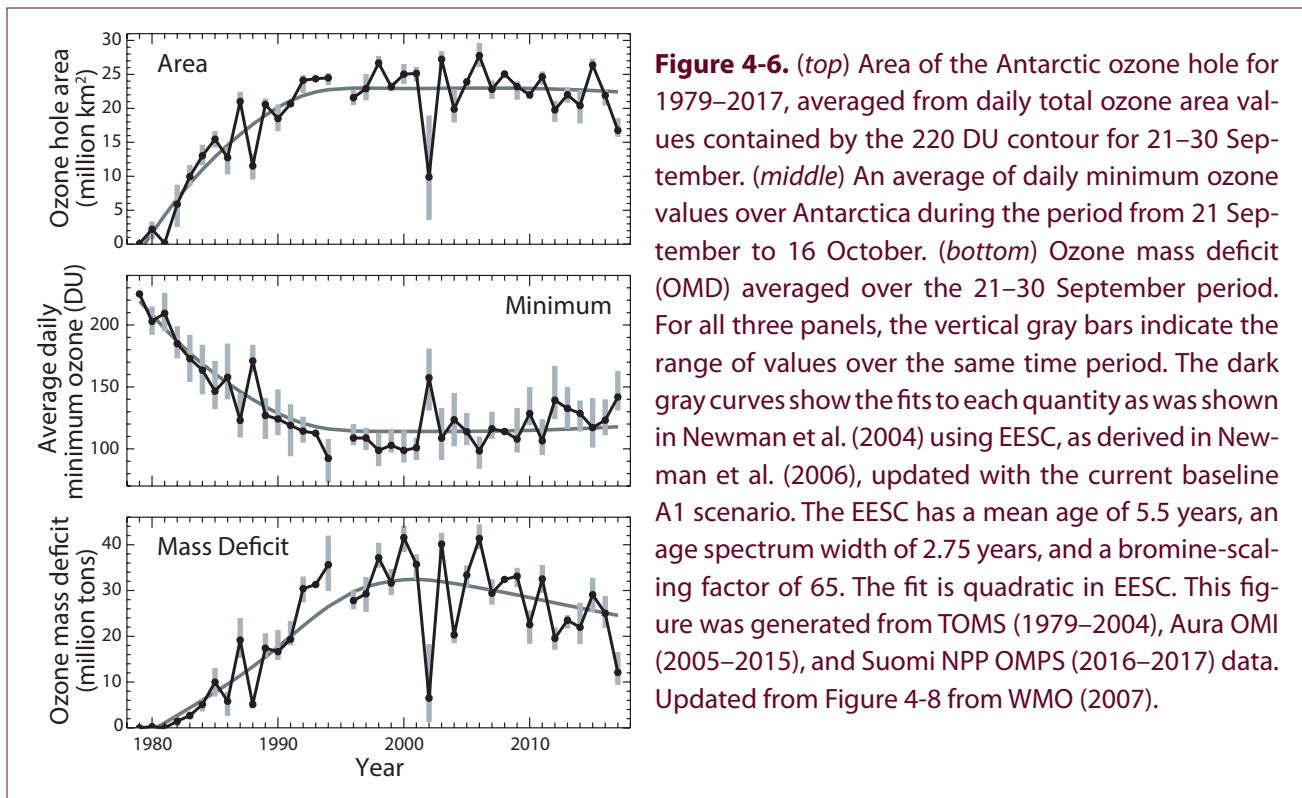 30
25
20
15
10
5
0
Ozone hole area
(million km²)
Area
200
150
100
Average daily
minimum ozone (DU)
Minimum
40
30
20
10
0
Ozone mass deficit
(million tons)
Mass Deficit
1980
1990
2000
2010
Year
Figure 4-6. (top) Area of the Antarctic ozone hole for
1979–2017, averaged from daily total ozone area val-
ues contained by the 220 DU contour for 21–30 Sep-
tember. (middle) An average of daily minimum ozone
values over Antarctica during the period from 21 Sep-
tember to 16 October. (bottom) Ozone mass deficit
(OMD) averaged over the 21–30 September period.
For all three panels, the vertical gray bars indicate the
range of values over the same time period. The dark
gray curves show the fits to each quantity as was shown
in Newman et al. (2004) using EESC, as derived in New-
man et al. (2006), updated with the current baseline
A1 scenario. The EESC has a mean age of 5.5 years, an
age spectrum width of 2.75 years, and a bromine-scal-
ing factor of 65. The fit is quadratic in EESC. This fig-
ure was generated from TOMS (1979–2004), Aura OMI
(2005–2015), and Suomi NPP OMPS (2016–2017) data.
Updated from Figure 4-8 from WMO (2007).